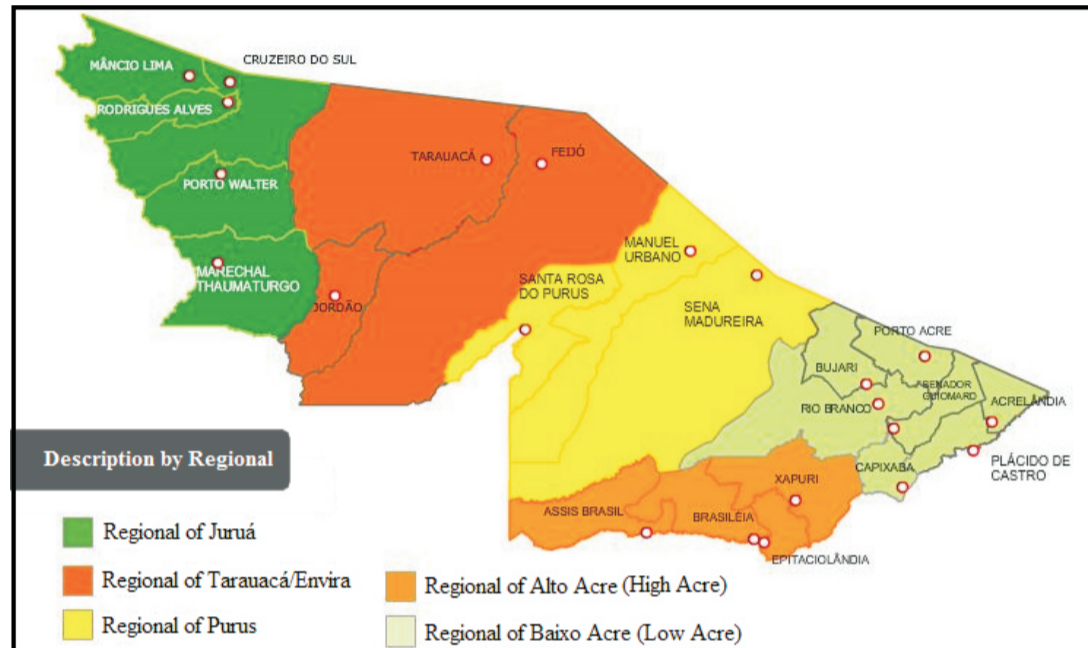 MÂNCIO LIMA
CRUZEIRO DO SUL
RODRIGUES ALVES
PORTO WALTER
MARECHAL
THAUMATURGO
TARAUACÁ
FEIJÓ
JORDÃO
MANUEL
URBANO
SANTA ROSA
DO PURUS
SENA
MADUREIRA
PORTO ACRE
BUJARI
SENADOR
GUIOMARD
ACRELÂNDIA
RIO BRANCO
PLÁCIDO DE
CASTRO
CAPIXABA
XAPURI
ASSIS BRASIL
BRASILÉIA
EPITACIOLÂNDIA
Description by Regional
Regional of Juruá
Regional of Tarauacá/Envira
Regional of Purus
Regional of Alto Acre (High Acre)
Regional of Baixo Acre (Low Acre)